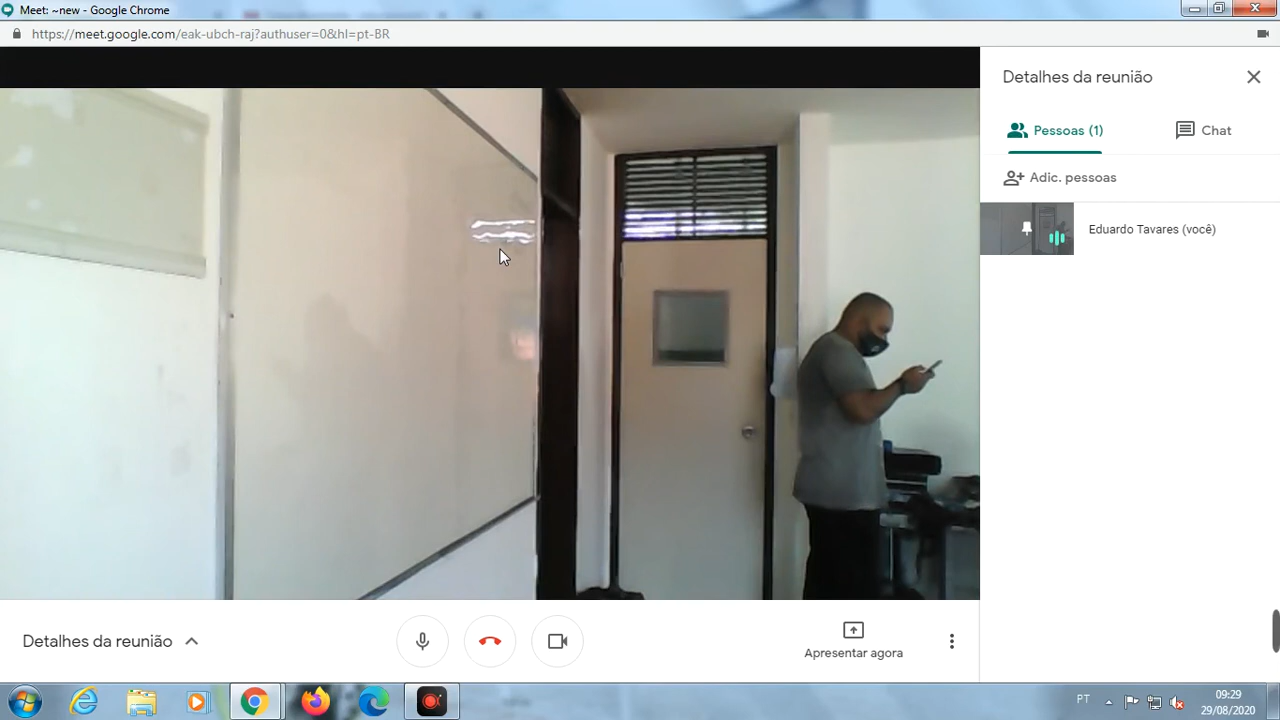 Meet: ~new - Google Chrome
https://meet.google.com/eak-ubch-raj?authuser=0&hl=pt-BR
Detalhes da reunião
Pessoas (1)
Chat
Adic. pessoas
Eduardo Tavares (você)
Detalhes da reunião
Apresentar agora
PT
09:29
29/08/2020